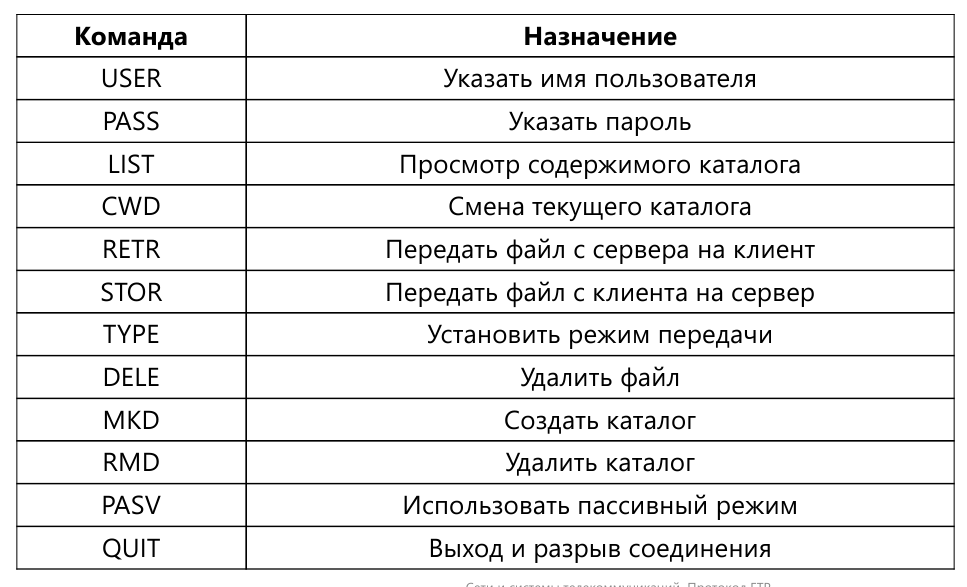 Команда Назначение
USER Указать имя пользователя
PASS Указать пароль
LIST Просмотр содержимого каталога
CWD Смена текущего каталога
RETR Передать файл с сервера на клиент
STOR Передать файл с клиента на сервер
TYPE Установить режим передачи
DELE Удалить файл
MKD Создать каталог
RMD Удалить каталог
PASV Использовать пассивный режим
QUIT Выход и разрыв соединения
Сети и системы телекоммуникаций. Протокол FTP